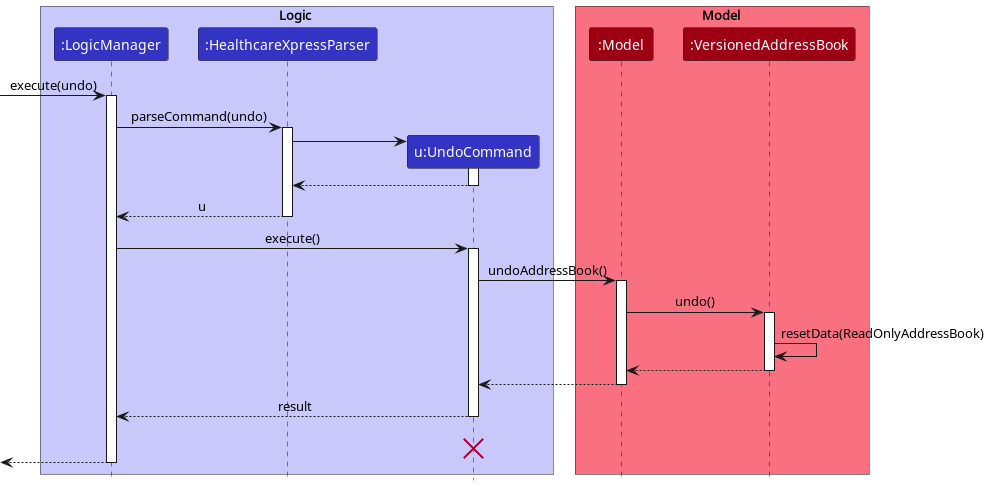 Logic
Model
:LogicManager
:HealthcareXpressParser
:Model
:VersionedAddressBook
execute(undo)
parseCommand(undo)
u:UndoCommand
u
execute()
undoAddressBook()
undo()
resetData(ReadOnlyAddressBook)
result